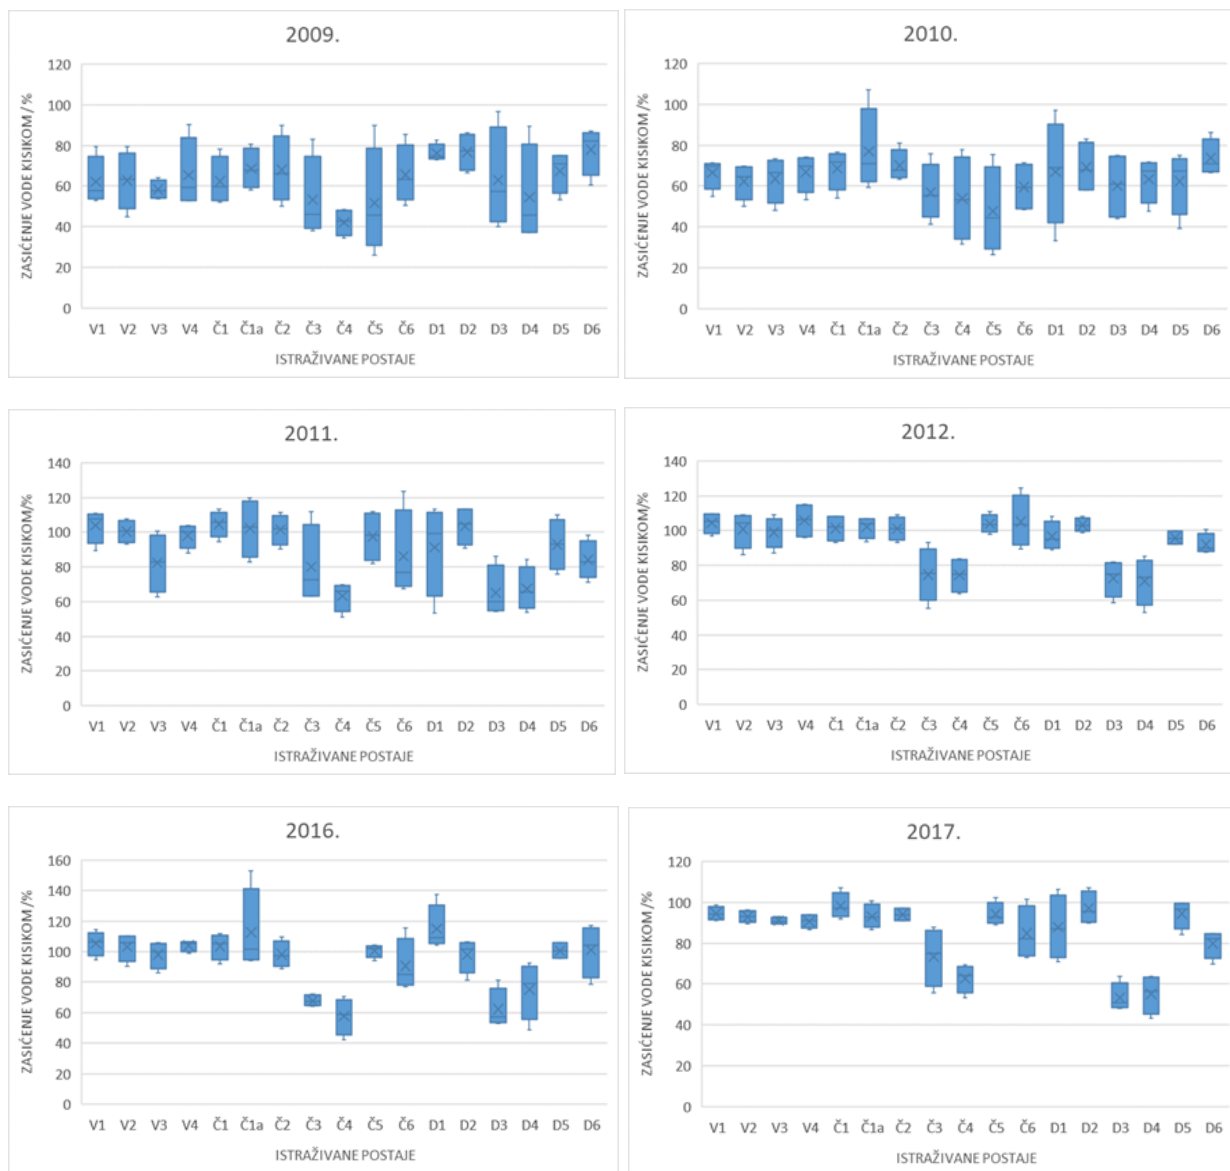 2009.
ZASIĆENJE VODE KISIKOM /%
120
100
80
60
40
20
0
V1 V2 V3 V4 Č1 Č1a Č2 Č3 Č4 Č5 Č6 D1 D2 D3 D4 D5 D6
ISTRAŽIVANE POSTAJE
2010.
ZASIĆENJE VODE KISIKOM /%
120
100
80
60
40
20
0
V1 V2 V3 V4 Č1 Č1a Č2 Č3 Č4 Č5 Č6 D1 D2 D3 D4 D5 D6
ISTRAŽIVANE POSTAJE
2011.
ZASIĆENJE VODE KISIKOM/%
140
120
100
80
60
40
20
0
V1 V2 V3 V4 Č1 Č1a Č2 Č3 Č4 Č5 Č6 D1 D2 D3 D4 D5 D6
ISTRAŽIVANE POSTAJE
2012.
ZASIĆENJE VODE KISIKOM/%
140
120
100
80
60
40
20
0
V1 V2 V3 V4 Č1 Č1a Č2 Č3 Č4 Č5 Č6 D1 D2 D3 D4 D5 D6
ISTRAŽIVANE POSTAJE
2016.
ZASIĆENJE VODE KISIKOM /%
160
140
120
100
80
60
40
20
0
V1 V2 V3 V4 Č1 Č1a Č2 Č3 Č4 Č5 Č6 D1 D2 D3 D4 D5 D6
ISTRAŽIVANE POSTAJE
2017.
ZASIĆENJE VODE KISIKOM /%
120
100
80
60
40
20
0
V1 V2 V3 V4 Č1 Č1a Č2 Č3 Č4 Č5 Č6 D1 D2 D3 D4 D5 D6
ISTRAŽIVANE POSTAJE